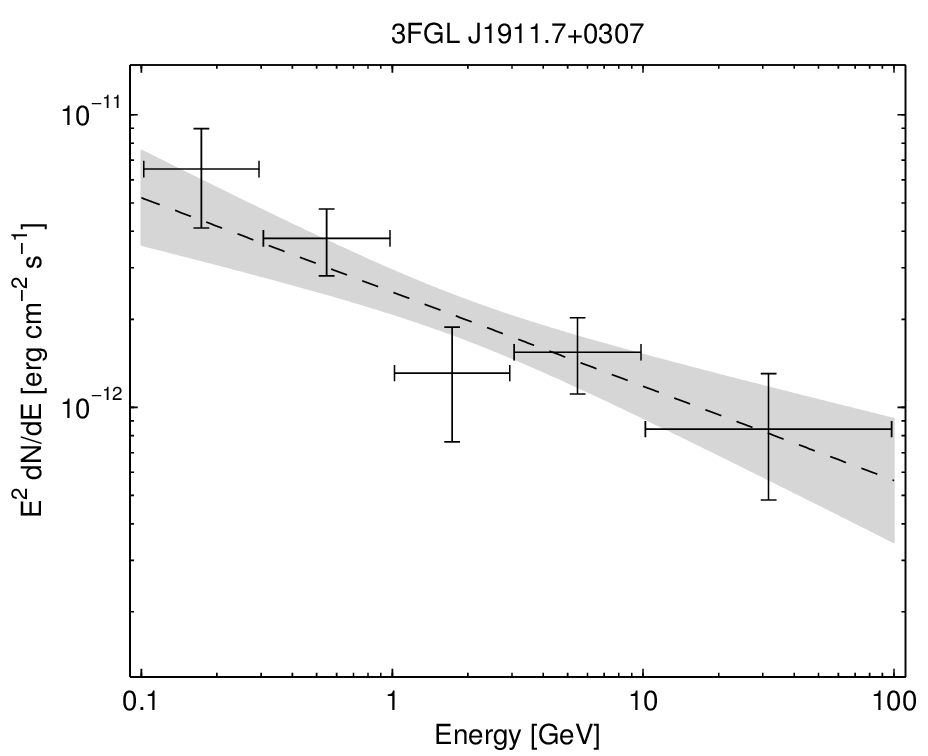 3FGL J1911.7+0307
10⁻¹¹
10⁻¹²
E² dN/dE [erg cm⁻² s⁻¹]
0.1 1 10 100
Energy [GeV]